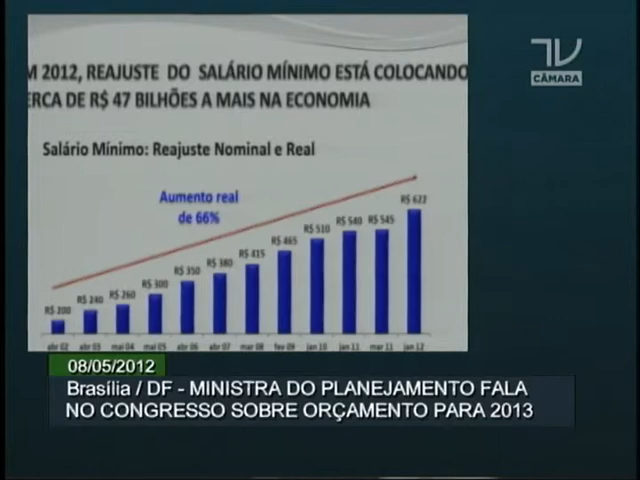 M 2012, REAJUSTE DO SALÁRIO MÍNIMO ESTÁ COLOCANDO
ERCA DE R$ 47 BILHÕES A MAIS NA ECONOMIA
TV
CÂMARA
Salário Mínimo: Reajuste Nominal e Real
Aumento real
de 66%
R$ 200
R$ 240
R$ 260
R$ 300
R$ 350
R$ 380
R$ 415
R$ 465
R$ 510
R$ 540
R$ 545
R$ 622
abr 02
abr 03
mai 04
mai 05
abr 06
abr 07
mar 08
fev 09
jan 10
jan 11
mar 11
jan 12
08/05/2012
Brasília / DF - MINISTRA DO PLANEJAMENTO FALA
NO CONGRESSO SOBRE ORÇAMENTO PARA 2013